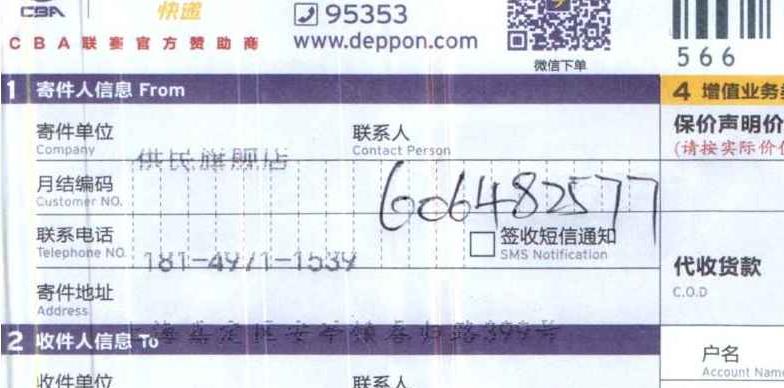 CBA
快递
95353
CBA联赛官方赞助商
www.deppon.com
微信下单
566
1 寄件人信息 From
4 增值业务
寄件单位
Company
供氏旗舰店
联系人
Contact Person
保价声明价
(请按实际价
月结编码
Customer NO.
606482577
联系电话
Telephone NO.
181-4971-1539
签收短信通知
SMS Notification
代收货款
C.O.D
寄件地址
Address
上海嘉定区安亭镇春归路399号
2 收件人信息 To
户名
Account Name
收件单位
联系人